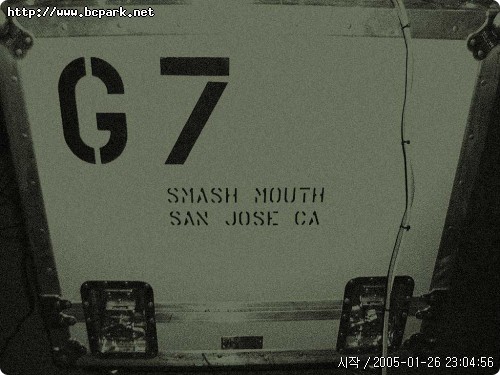 http://www.bcpark.net
G7
SMASH MOUTH
SAN JOSE CA
시작 / 2005-01-26 23:04:56